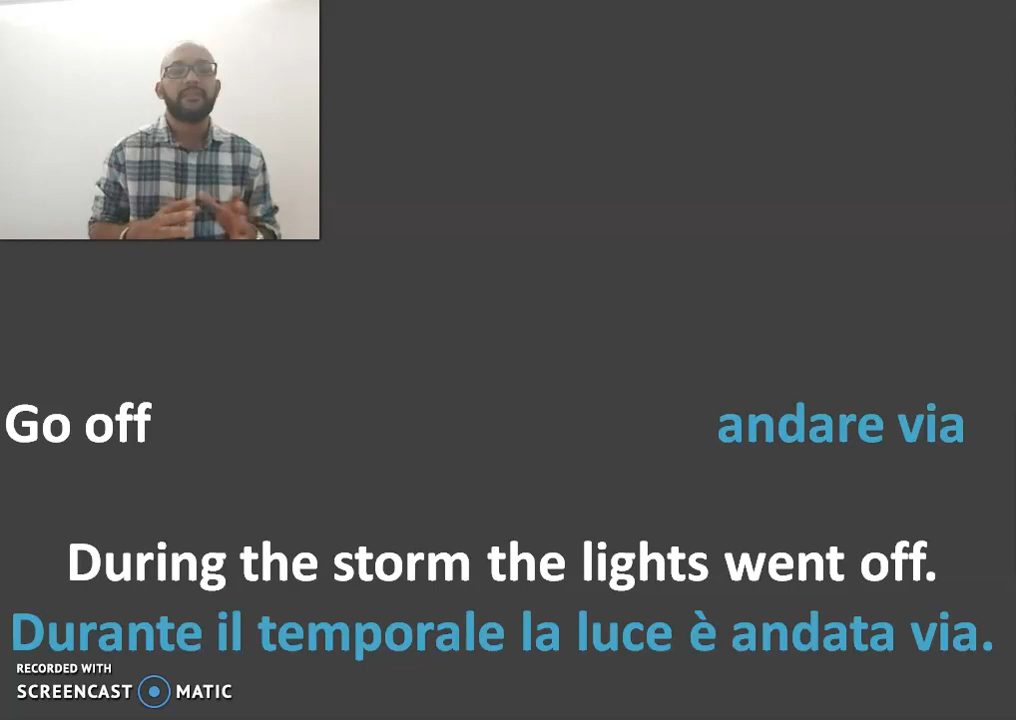 Go off andare via
During the storm the lights went off.
Durante il temporale la luce è andata via.
RECORDED WITH
SCREENCAST MATIC